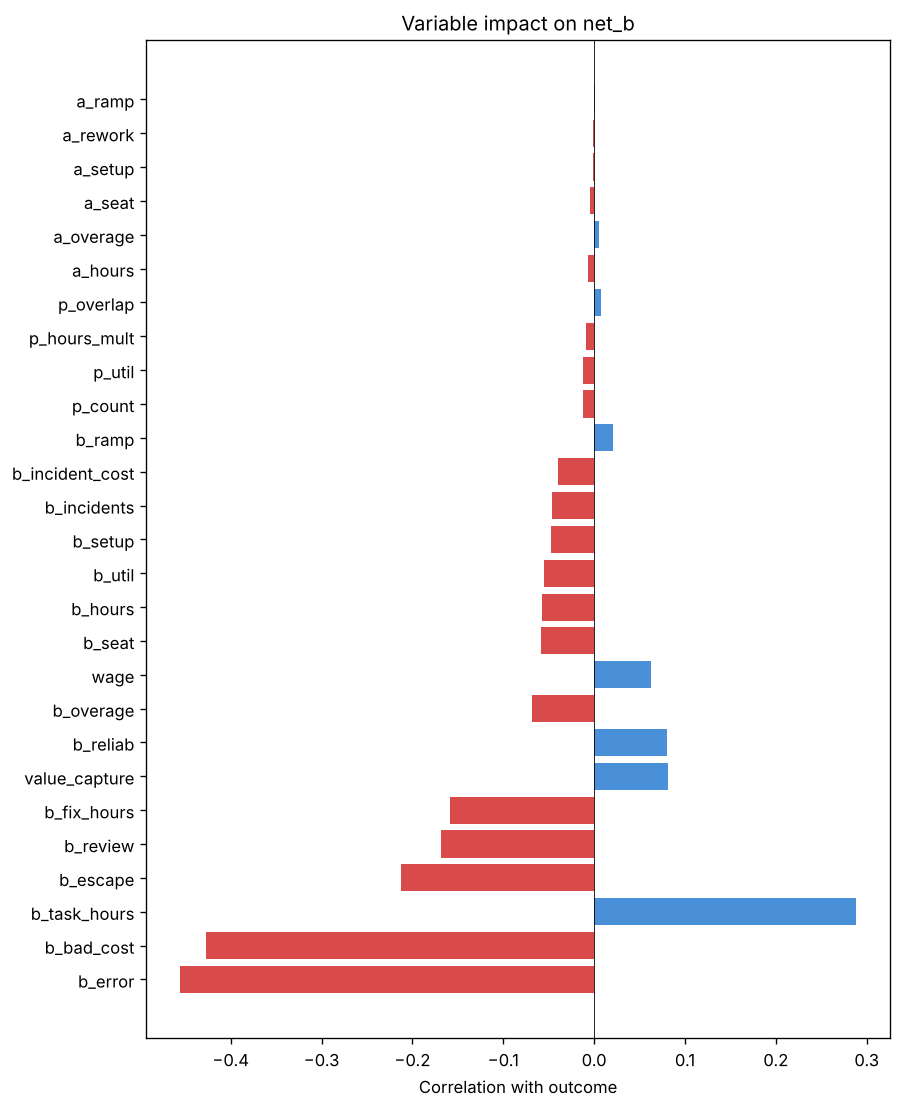 Variable impact on net_b
a_ramp
a_rework
a_setup
a_seat
a_overage
a_hours
p_overlap
p_hours_mult
p_util
p_count
b_ramp
b_incident_cost
b_incidents
b_setup
b_util
b_hours
b_seat
wage
b_overage
b_reliab
value_capture
b_fix_hours
b_review
b_escape
b_task_hours
b_bad_cost
b_error
−0.4 −0.3 −0.2 −0.1 0.0 0.1 0.2 0.3
Correlation with outcome